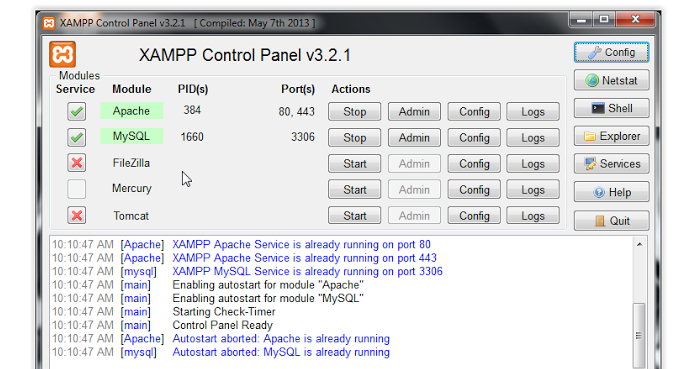 XAMPP Control Panel v3.2.1 [ Compiled: May 7th 2013 ]
XAMPP Control Panel v3.2.1
Config
Modules
Service Module PID(s) Port(s) Actions
Netstat
Apache 384 80, 443 Stop Admin Config Logs
Shell
MySQL 1660 3306 Stop Admin Config Logs
Explorer
FileZilla Start Admin Config Logs
Services
Mercury Start Admin Config Logs
Help
Tomcat Start Admin Config Logs
Quit
10:10:47 AM [Apache] XAMPP Apache Service is already running on port 80
10:10:47 AM [Apache] XAMPP Apache Service is already running on port 443
10:10:47 AM [mysql] XAMPP MySQL Service is already running on port 3306
10:10:47 AM [main] Enabling autostart for module "Apache"
10:10:47 AM [main] Enabling autostart for module "MySQL"
10:10:47 AM [main] Starting Check-Timer
10:10:47 AM [main] Control Panel Ready
10:10:47 AM [Apache] Autostart aborted: Apache is already running
10:10:47 AM [mysql] Autostart aborted: MySQL is already running